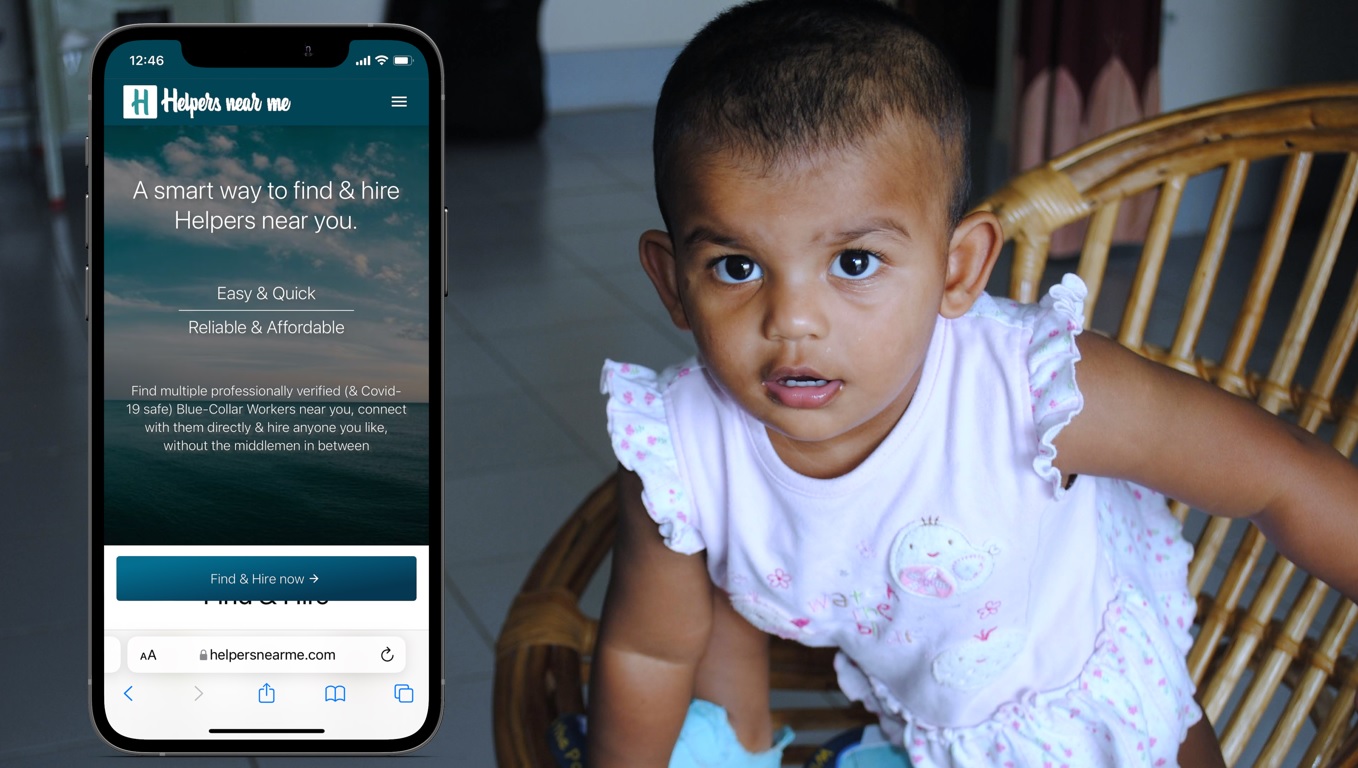 12:46
H Helpers near me
A smart way to find & hire
Helpers near you.
Easy & Quick
Reliable & Affordable
Find multiple professionally verified (& Covid-
19 safe) Blue-Collar Workers near you, connect
with them directly & hire anyone you like,
without the middlemen in between
Find & Hire now →
Find & Hire
AA helpersnearme.com